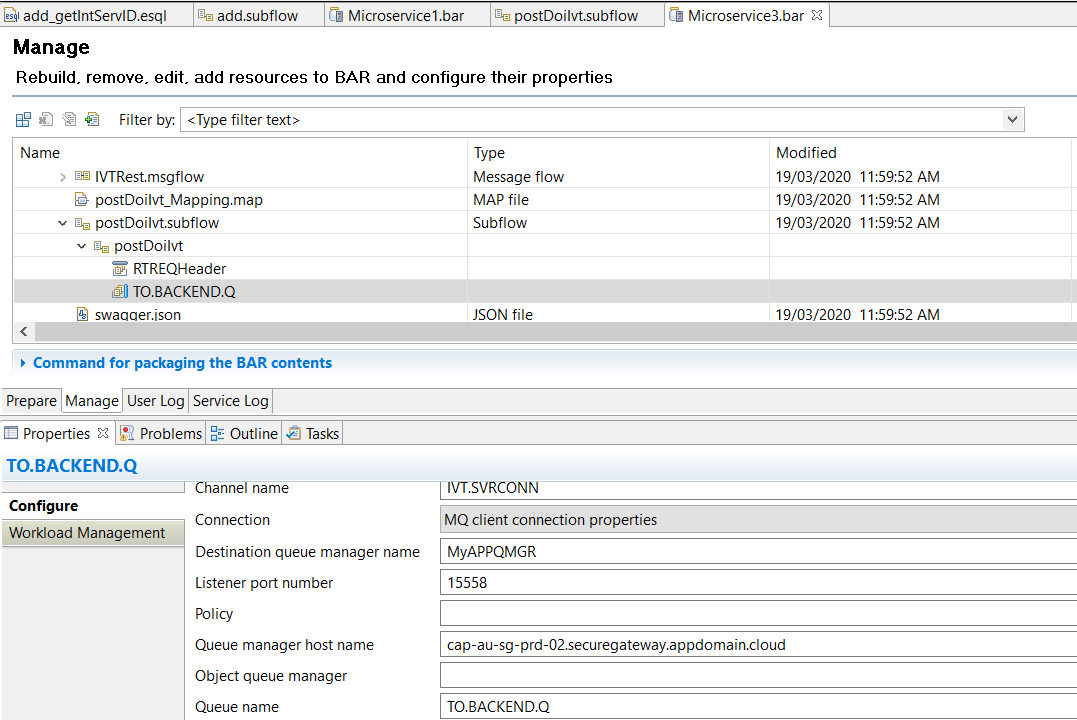 add_getIntServID.esql add.subflow Microservice1.bar postDoiIvt.subflow Microservice3.bar
Manage
Rebuild, remove, edit, add resources to BAR and configure their properties
Filter by: <Type filter text>
Name Type Modified
IVTRest.msgflow Message flow 19/03/2020 11:59:52 AM
postDoiIvt_Mapping.map MAP file 19/03/2020 11:59:52 AM
postDoiIvt.subflow Subflow 19/03/2020 11:59:52 AM
postDoiIvt
RTREQHeader
TO.BACKEND.Q
swagger.json JSON file 19/03/2020 11:59:52 AM
Command for packaging the BAR contents
Prepare Manage User Log Service Log
Properties Problems Outline Tasks
TO.BACKEND.Q
Configure
Workload Management
Channel name IVT.SVRCONN
Connection MQ client connection properties
Destination queue manager name MyAPPQMGR
Listener port number 15558
Policy
Queue manager host name cap-au-sg-prd-02.securegateway.appdomain.cloud
Object queue manager
Queue name TO.BACKEND.Q